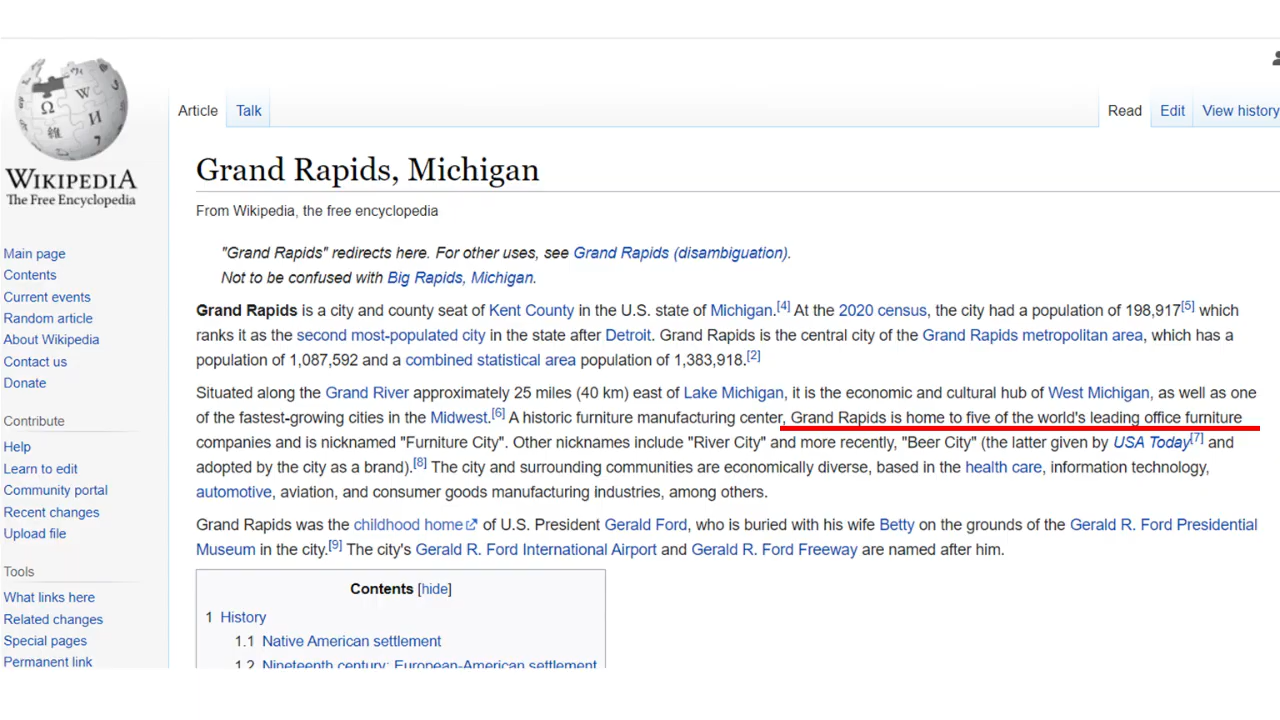 Article
Talk
Read
Edit
View history
WIKIPEDIA
The Free Encyclopedia
Main page
Contents
Current events
Random article
About Wikipedia
Contact us
Donate
Contribute
Help
Learn to edit
Community portal
Recent changes
Upload file
Tools
What links here
Related changes
Special pages
Permanent link
Grand Rapids, Michigan
From Wikipedia, the free encyclopedia
"Grand Rapids" redirects here. For other uses, see Grand Rapids (disambiguation).
Not to be confused with Big Rapids, Michigan.
Grand Rapids is a city and county seat of Kent County in the U.S. state of Michigan.[4] At the 2020 census, the city had a population of 198,917[5] which
ranks it as the second most-populated city in the state after Detroit. Grand Rapids is the central city of the Grand Rapids metropolitan area, which has a
population of 1,087,592 and a combined statistical area population of 1,383,918.[2]
Situated along the Grand River approximately 25 miles (40 km) east of Lake Michigan, it is the economic and cultural hub of West Michigan, as well as one
of the fastest-growing cities in the Midwest.[6] A historic furniture manufacturing center, Grand Rapids is home to five of the world's leading office furniture
companies and is nicknamed "Furniture City". Other nicknames include "River City" and more recently, "Beer City" (the latter given by USA Today[7] and
adopted by the city as a brand).[8] The city and surrounding communities are economically diverse, based in the health care, information technology,
automotive, aviation, and consumer goods manufacturing industries, among others.
Grand Rapids was the childhood home of U.S. President Gerald Ford, who is buried with his wife Betty on the grounds of the Gerald R. Ford Presidential
Museum in the city.[9] The city's Gerald R. Ford International Airport and Gerald R. Ford Freeway are named after him.
Contents [hide]
1 History
1.1 Native American settlement
1.2 Nineteenth century: European-American settlement